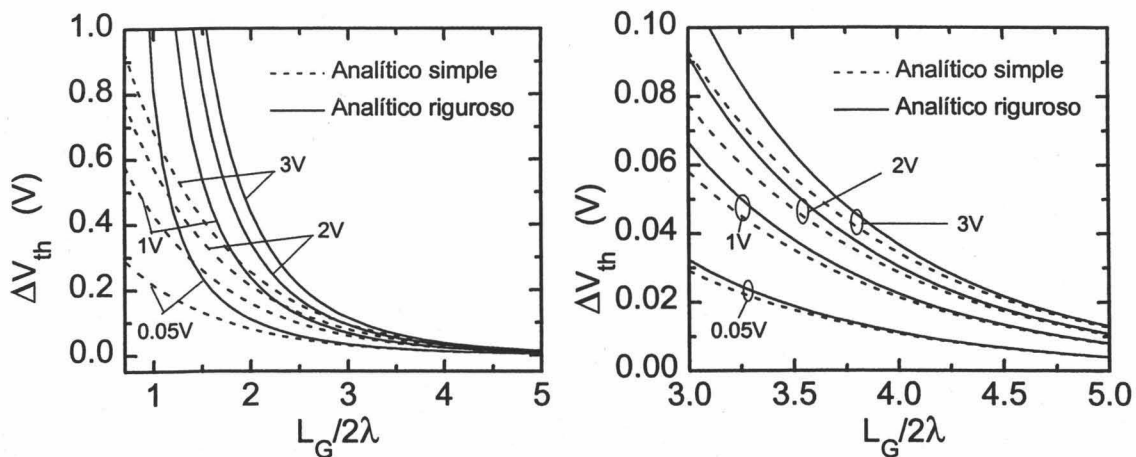 1.0
0.8
0.6
0.4
0.2
0.0
ΔV_th (V)
Analítico simple
Analítico riguroso
3V
1V
2V
0.05V
1
2
3
4
5
L_G/2λ
0.10
0.08
0.06
0.04
0.02
0.00
ΔV_th (V)
Analítico simple
Analítico riguroso
2V
3V
1V
0.05V
3.0
3.5
4.0
4.5
5.0
L_G/2λ